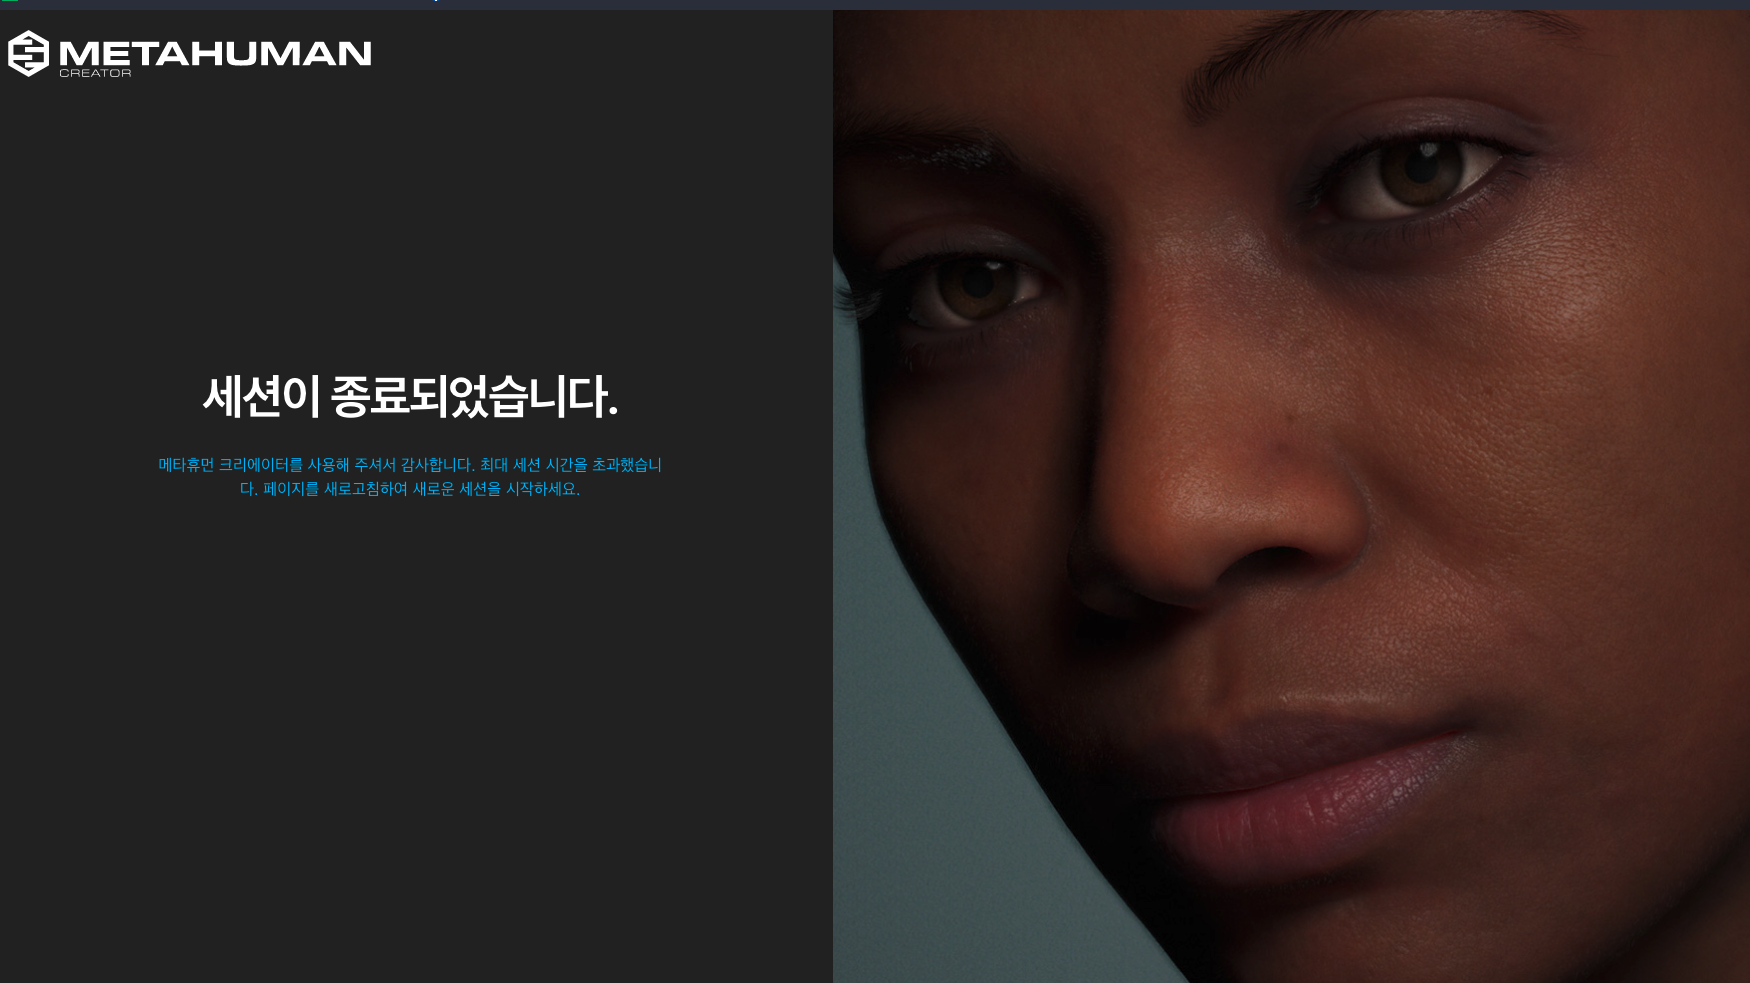 METAHUMAN
CREATOR
세션이 종료되었습니다.
메타휴먼 크리에이터를 사용해 주셔서 감사합니다. 최대 세션 시간을 초과했습니
다. 페이지를 새로고침하여 새로운 세션을 시작하세요.